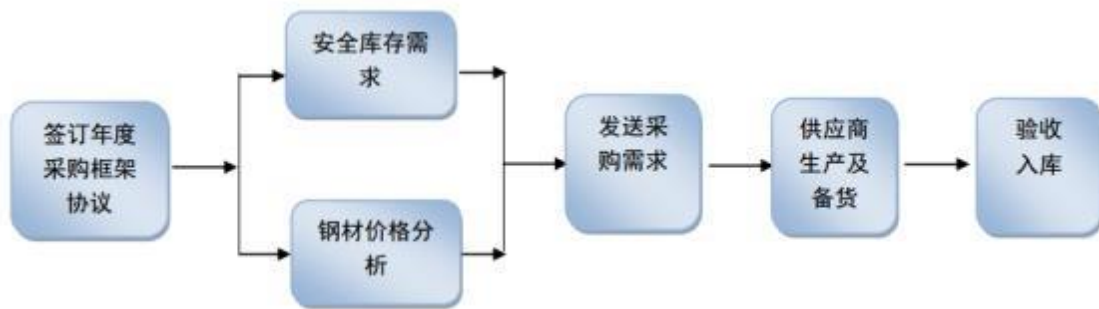 签订年度
采购框架
协议
安全库存需
求
钢材价格分
析
发送采
购需求
供应商
生产及
备货
验收
入库